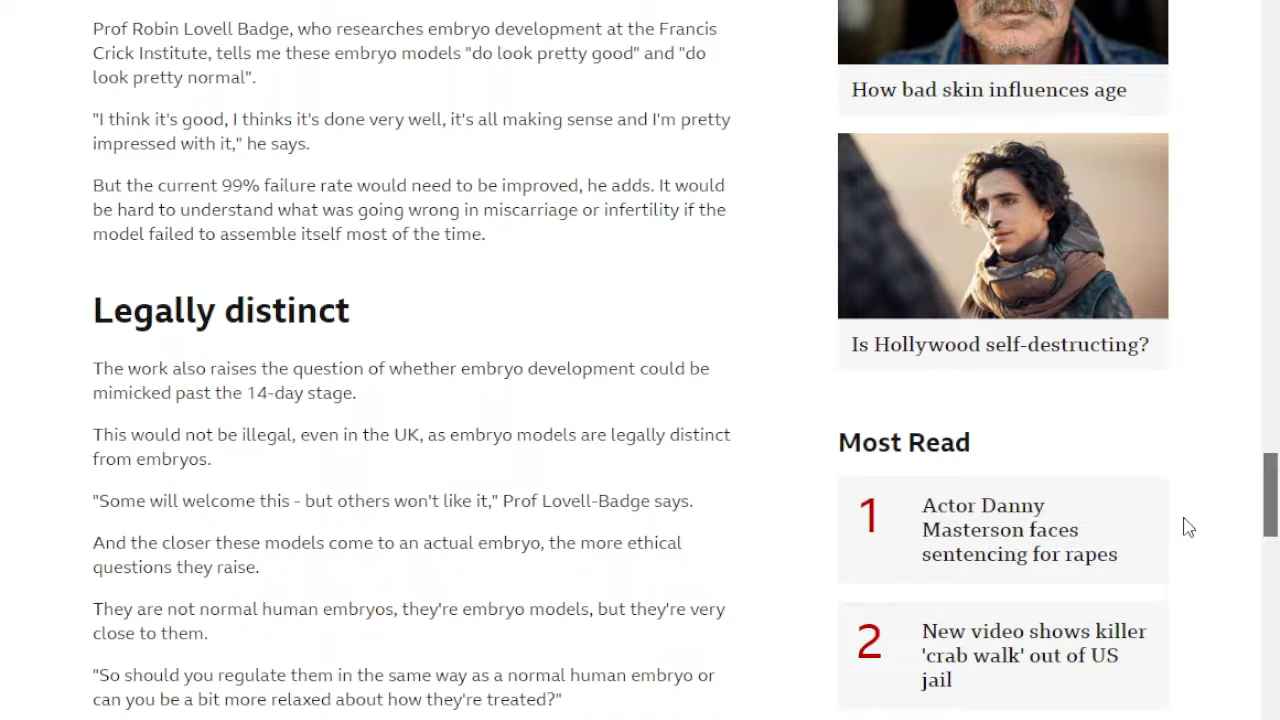 Prof Robin Lovell Badge, who researches embryo development at the Francis
Crick Institute, tells me these embryo models "do look pretty good" and "do
look pretty normal".
"I think it's good, I thinks it's done very well, it's all making sense and I'm pretty
impressed with it," he says.
But the current 99% failure rate would need to be improved, he adds. It would
be hard to understand what was going wrong in miscarriage or infertility if the
model failed to assemble itself most of the time.
Legally distinct
The work also raises the question of whether embryo development could be
mimicked past the 14-day stage.
This would not be illegal, even in the UK, as embryo models are legally distinct
from embryos.
"Some will welcome this - but others won't like it," Prof Lovell-Badge says.
And the closer these models come to an actual embryo, the more ethical
questions they raise.
They are not normal human embryos, they're embryo models, but they're very
close to them.
"So should you regulate them in the same way as a normal human embryo or
can you be a bit more relaxed about how they're treated?"
How bad skin influences age
Is Hollywood self-destructing?
Most Read
1
Actor Danny
Masterson faces
sentencing for rapes
2
New video shows killer
'crab walk' out of US
jail